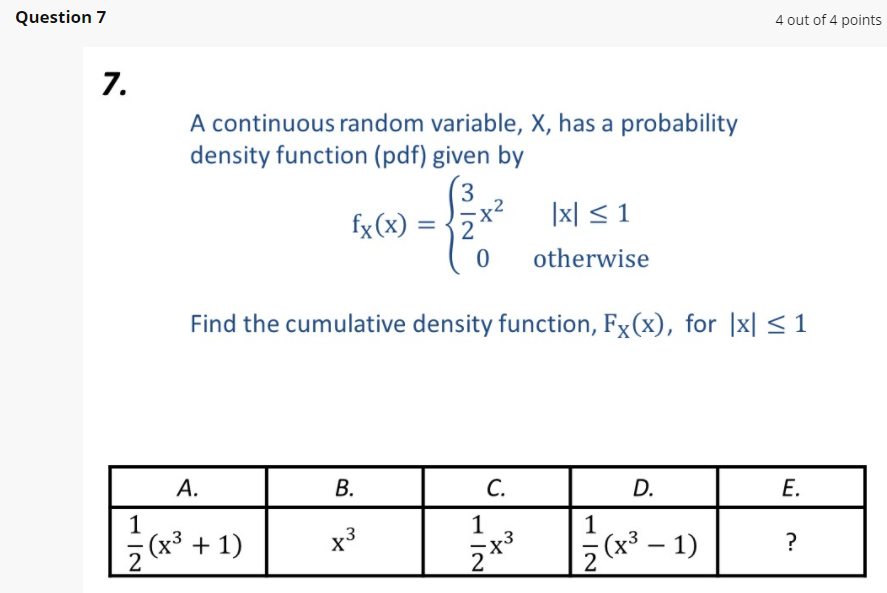 Question 7
4 out of 4 points
7.
A continuous random variable, X, has a probability
density function (pdf) given by
f_X(x) = { 3/2 x² |x| ≤ 1
0 otherwise
Find the cumulative density function, F_X(x), for |x| ≤ 1
A. B. C. D. E.
1/2 (x³ + 1) x³ 1/2 x³ 1/2 (x³ − 1) ?